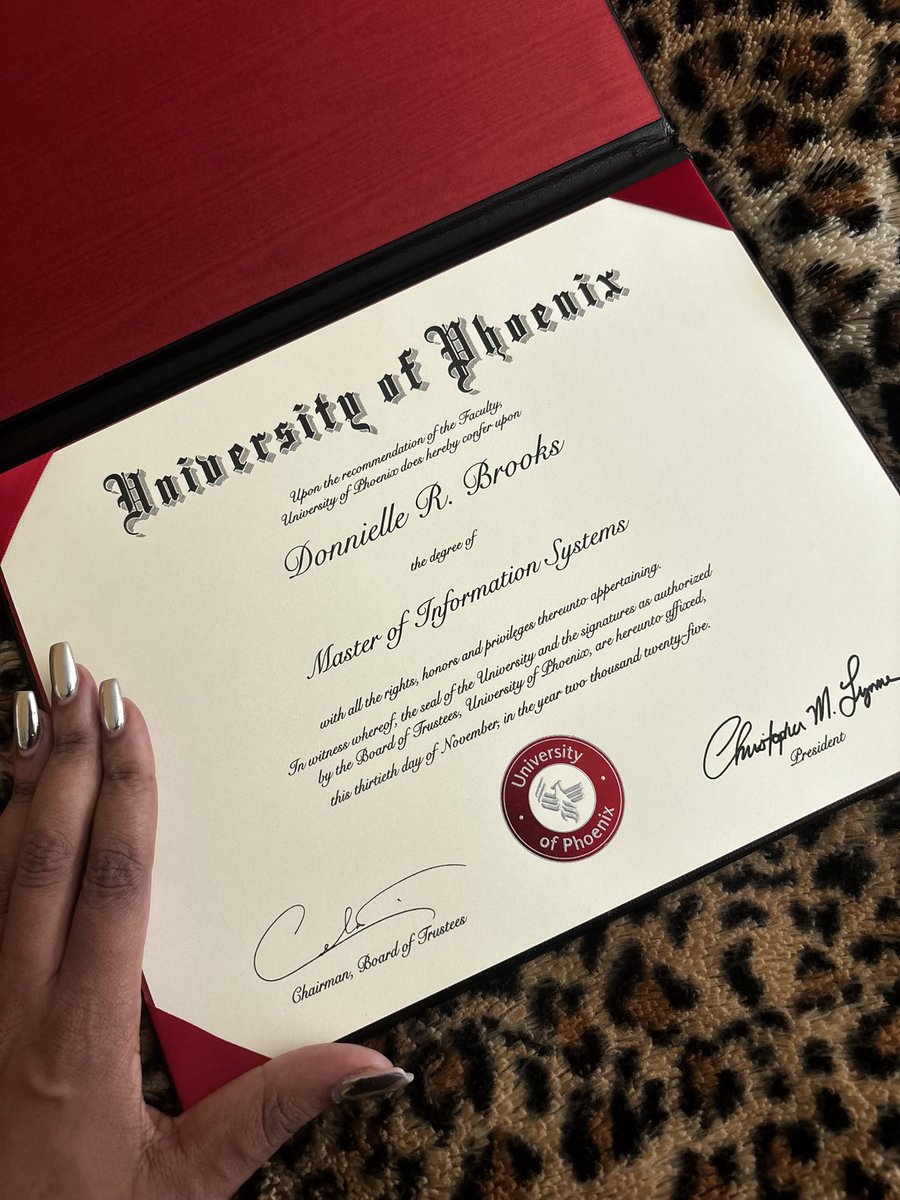 University of Phoenix
Upon the recommendation of the Faculty,
University of Phoenix does hereby confer upon
Donnielle R. Brooks
the degree of
Master of Information Systems
with all the rights, honors and privileges thereunto appertaining.
In witness whereof, the seal of the University and the signatures as authorized
by the Board of Trustees, University of Phoenix, are hereunto affixed,
this thirtieth day of November, in the year two thousand twenty-five.
Christopher M. Lynne
President
University
of Phoenix
Chairman, Board of Trustees